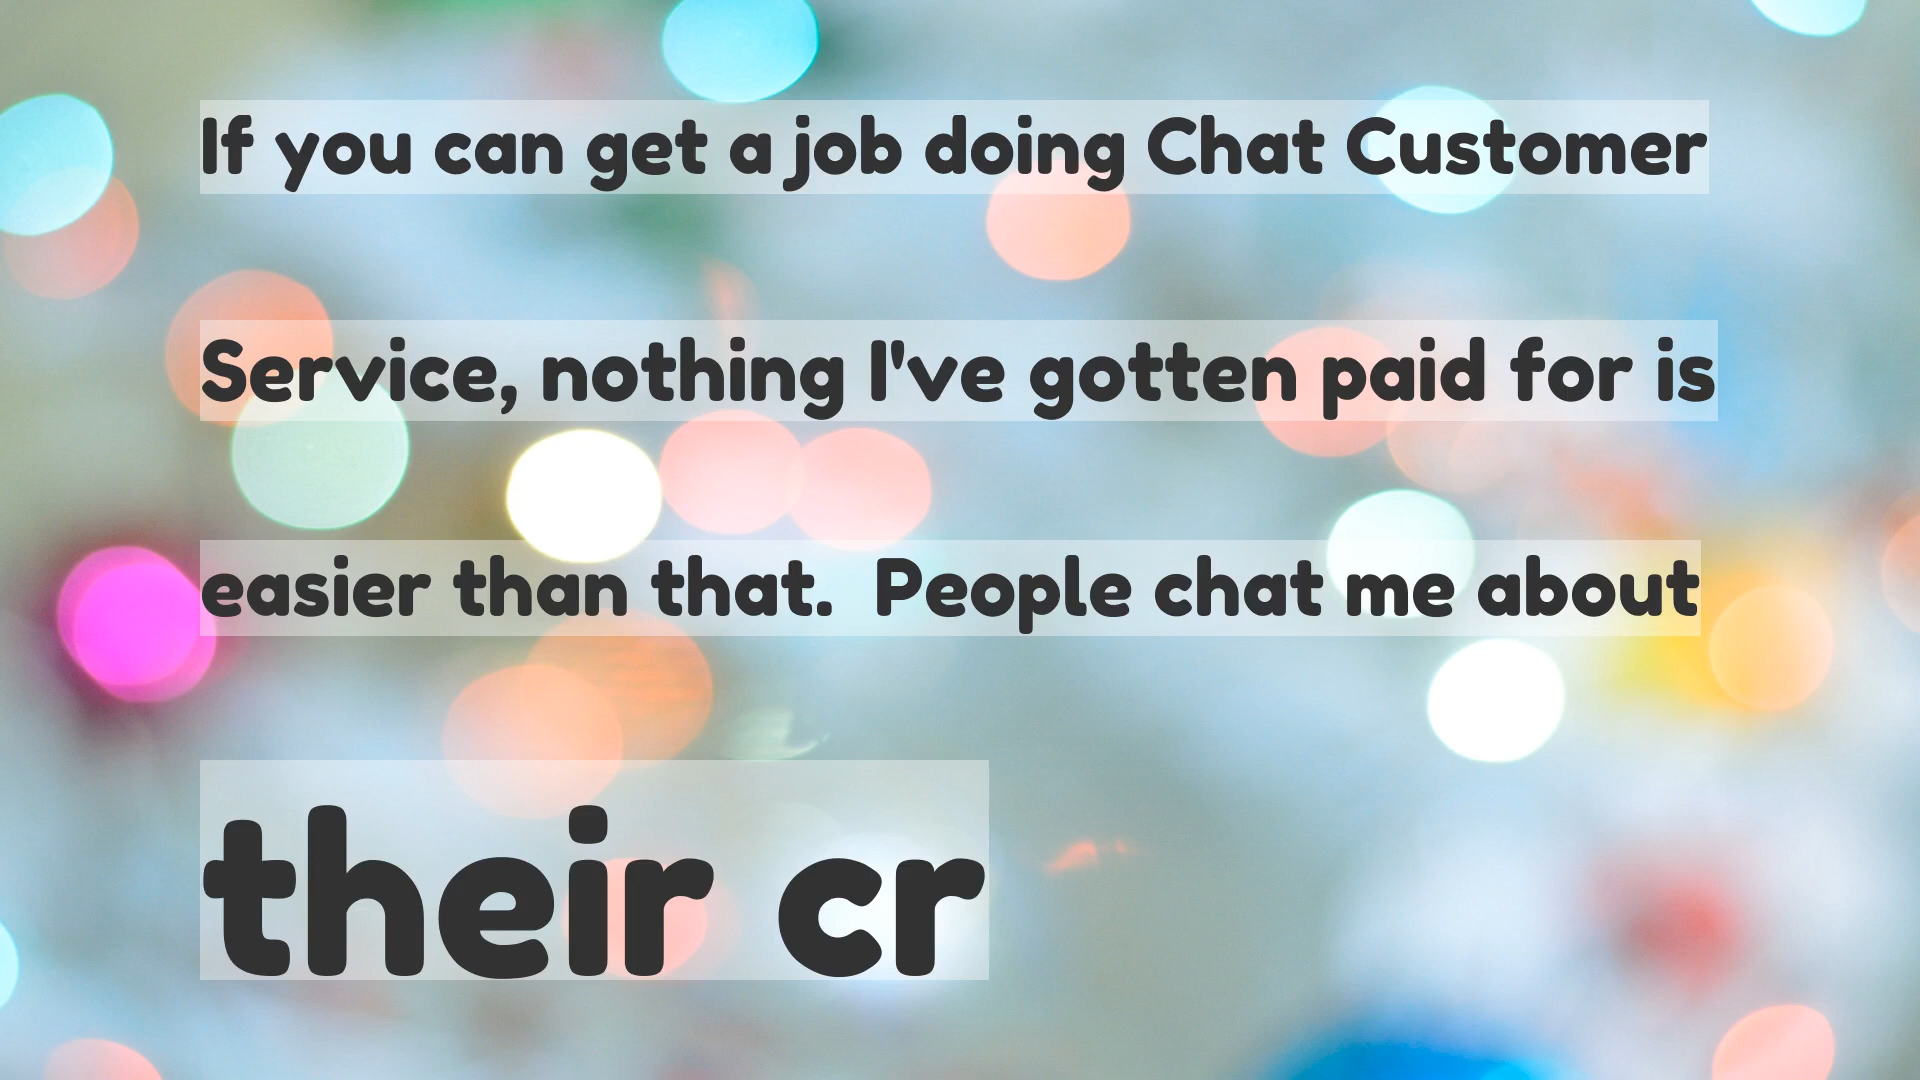 If you can get a job doing Chat Customer
Service, nothing I've gotten paid for is
easier than that.  People chat me about
their cr